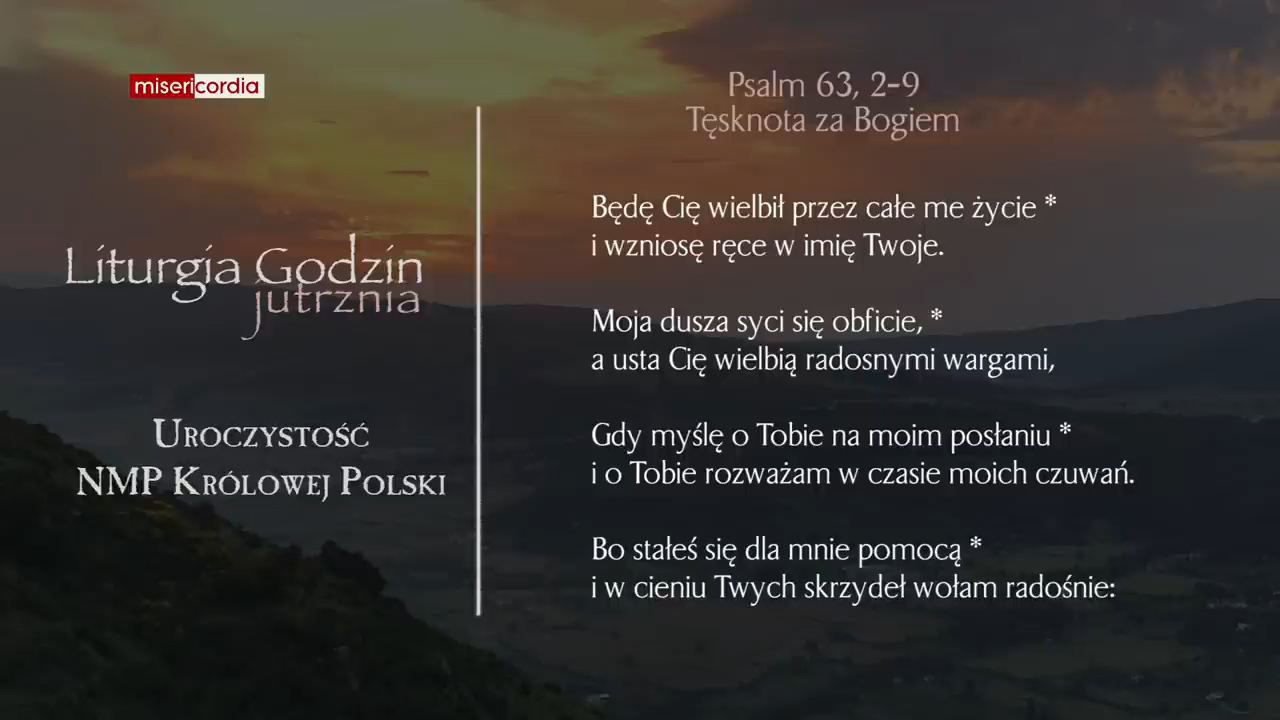 misericordia
Liturgia Godzin
jutrznia
Uroczystość
NMP Królowej Polski
Psalm 63, 2-9
Tęsknota za Bogiem
Będę Cię wielbił przez całe me życie *
i wzniosę ręce w imię Twoje.
Moja dusza syci się obficie, *
a usta Cię wielbią radosnymi wargami,
Gdy myślę o Tobie na moim posłaniu *
i o Tobie rozważam w czasie moich czuwań.
Bo stałeś się dla mnie pomocą *
i w cieniu Twych skrzydeł wołam radośnie: